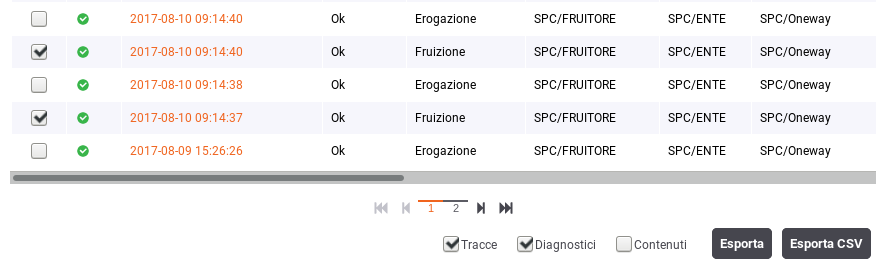 2017-08-10 09:14:40 Ok Erogazione SPC/FRUITORE SPC/ENTE SPC/Oneway
2017-08-10 09:14:40 Ok Fruizione SPC/FRUITORE SPC/ENTE SPC/Oneway
2017-08-10 09:14:38 Ok Erogazione SPC/FRUITORE SPC/ENTE SPC/Oneway
2017-08-10 09:14:37 Ok Fruizione SPC/FRUITORE SPC/ENTE SPC/Oneway
2017-08-09 15:26:26 Ok Erogazione SPC/FRUITORE SPC/ENTE SPC/Oneway
1 2
Tracce Diagnostici Contenuti Esporta Esporta CSV